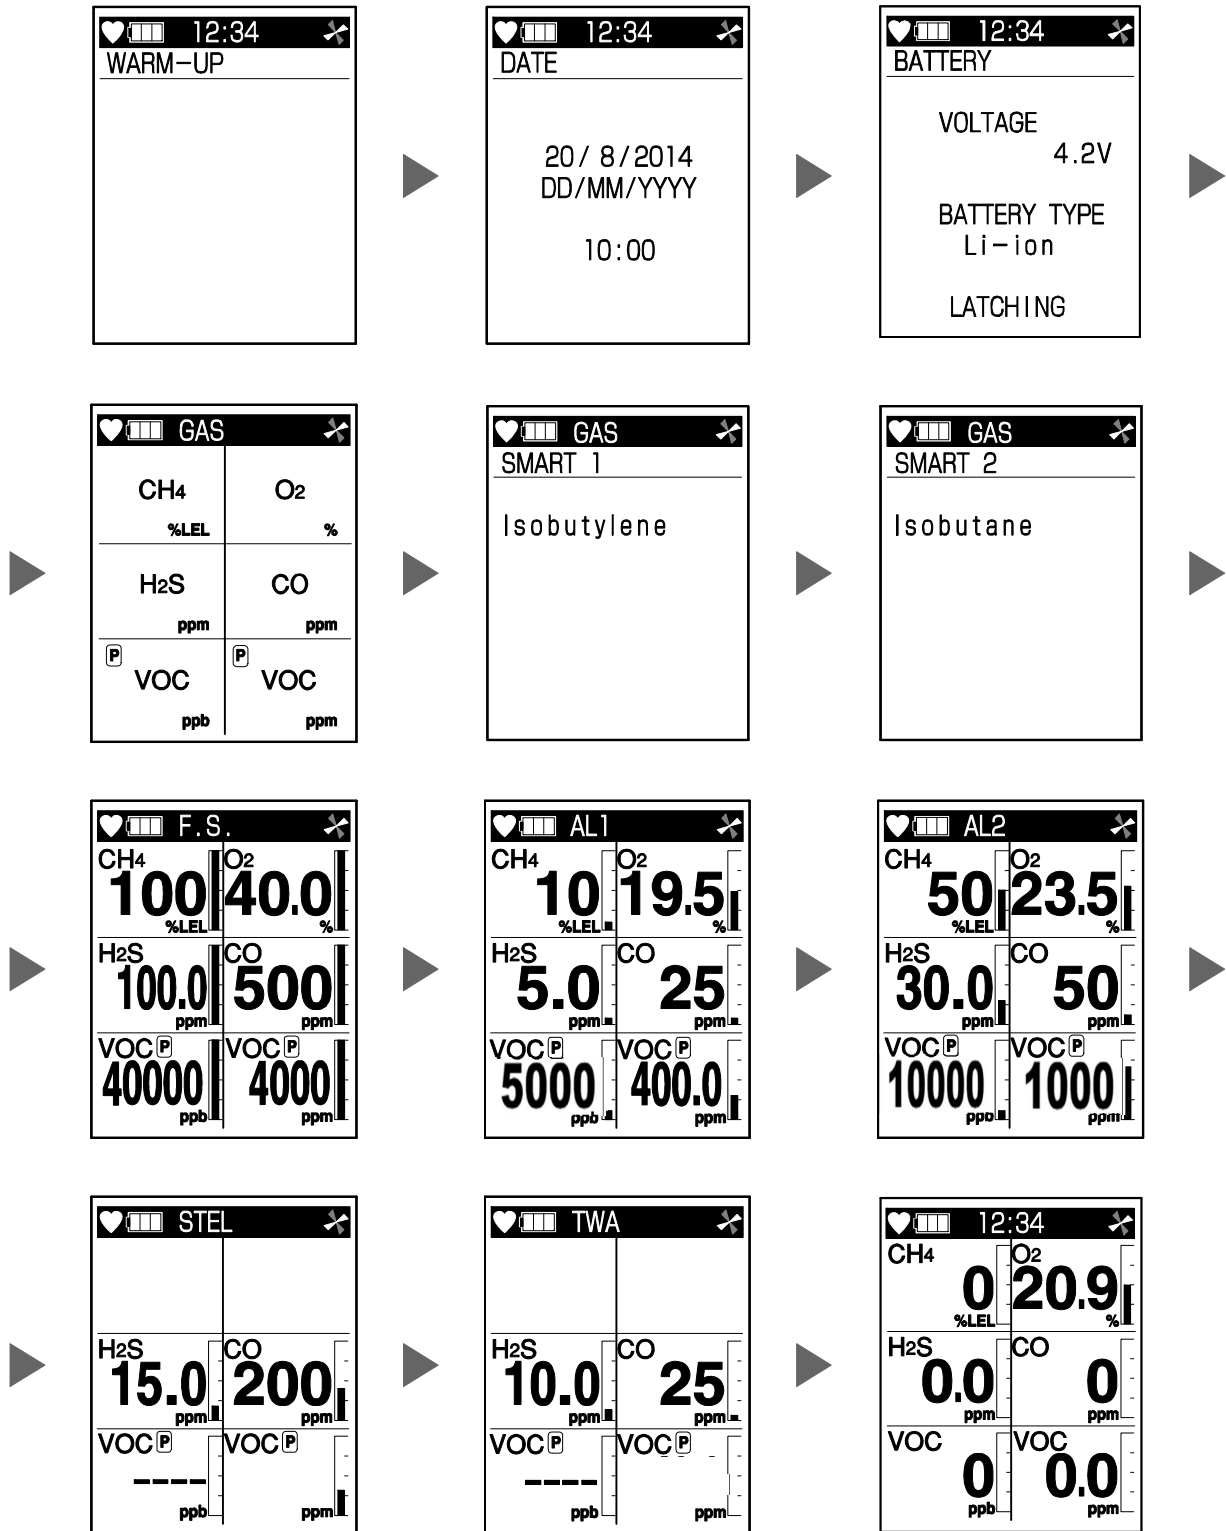 12:34
WARM-UP
12:34
DATE
20/ 8/2014
DD/MM/YYYY
10:00
12:34
BATTERY
VOLTAGE
4.2V
BATTERY TYPE
Li-ion
LATCHING
GAS
CH4 O2
%LEL %
H2S CO
ppm ppm
P P
VOC VOC
ppb ppm
GAS
SMART 1
Isobutylene
GAS
SMART 2
Isobutane
F.S.
CH4 O2
100 40.0
%LEL %
H2S CO
100.0 500
ppm ppm
VOC P VOC P
40000 4000
ppb ppm
AL1
CH4 O2
10 19.5
%LEL %
H2S CO
5.0 25
ppm ppm
VOC P VOC P
5000 400.0
ppb ppm
AL2
CH4 O2
50 23.5
%LEL %
H2S CO
30.0 50
ppm ppm
VOC P VOC P
10000 1000
ppb ppm
STEL
H2S CO
15.0 200
ppm ppm
VOC P VOC P
----
ppb ppm
TWA
H2S CO
10.0 25
ppm ppm
VOC P VOC P
----
ppb ppm
12:34
CH4 O2
0 20.9
%LEL %
H2S CO
0.0 0
ppm ppm
VOC VOC
0 0.0
ppb ppm